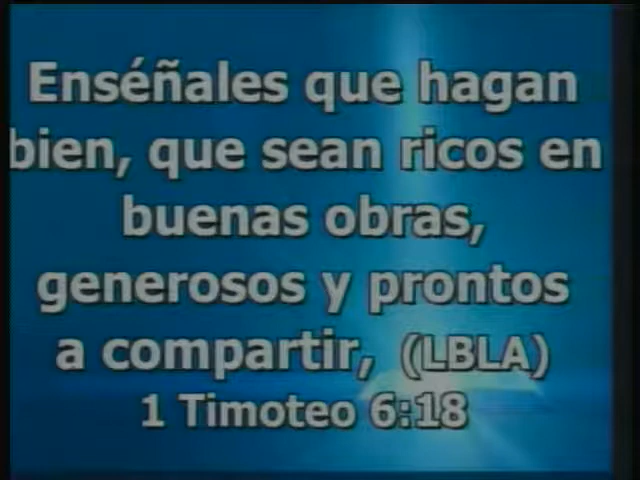 Enséñales que hagan
bien, que sean ricos en
buenas obras,
generosos y prontos
a compartir, (LBLA)
1 Timoteo 6:18